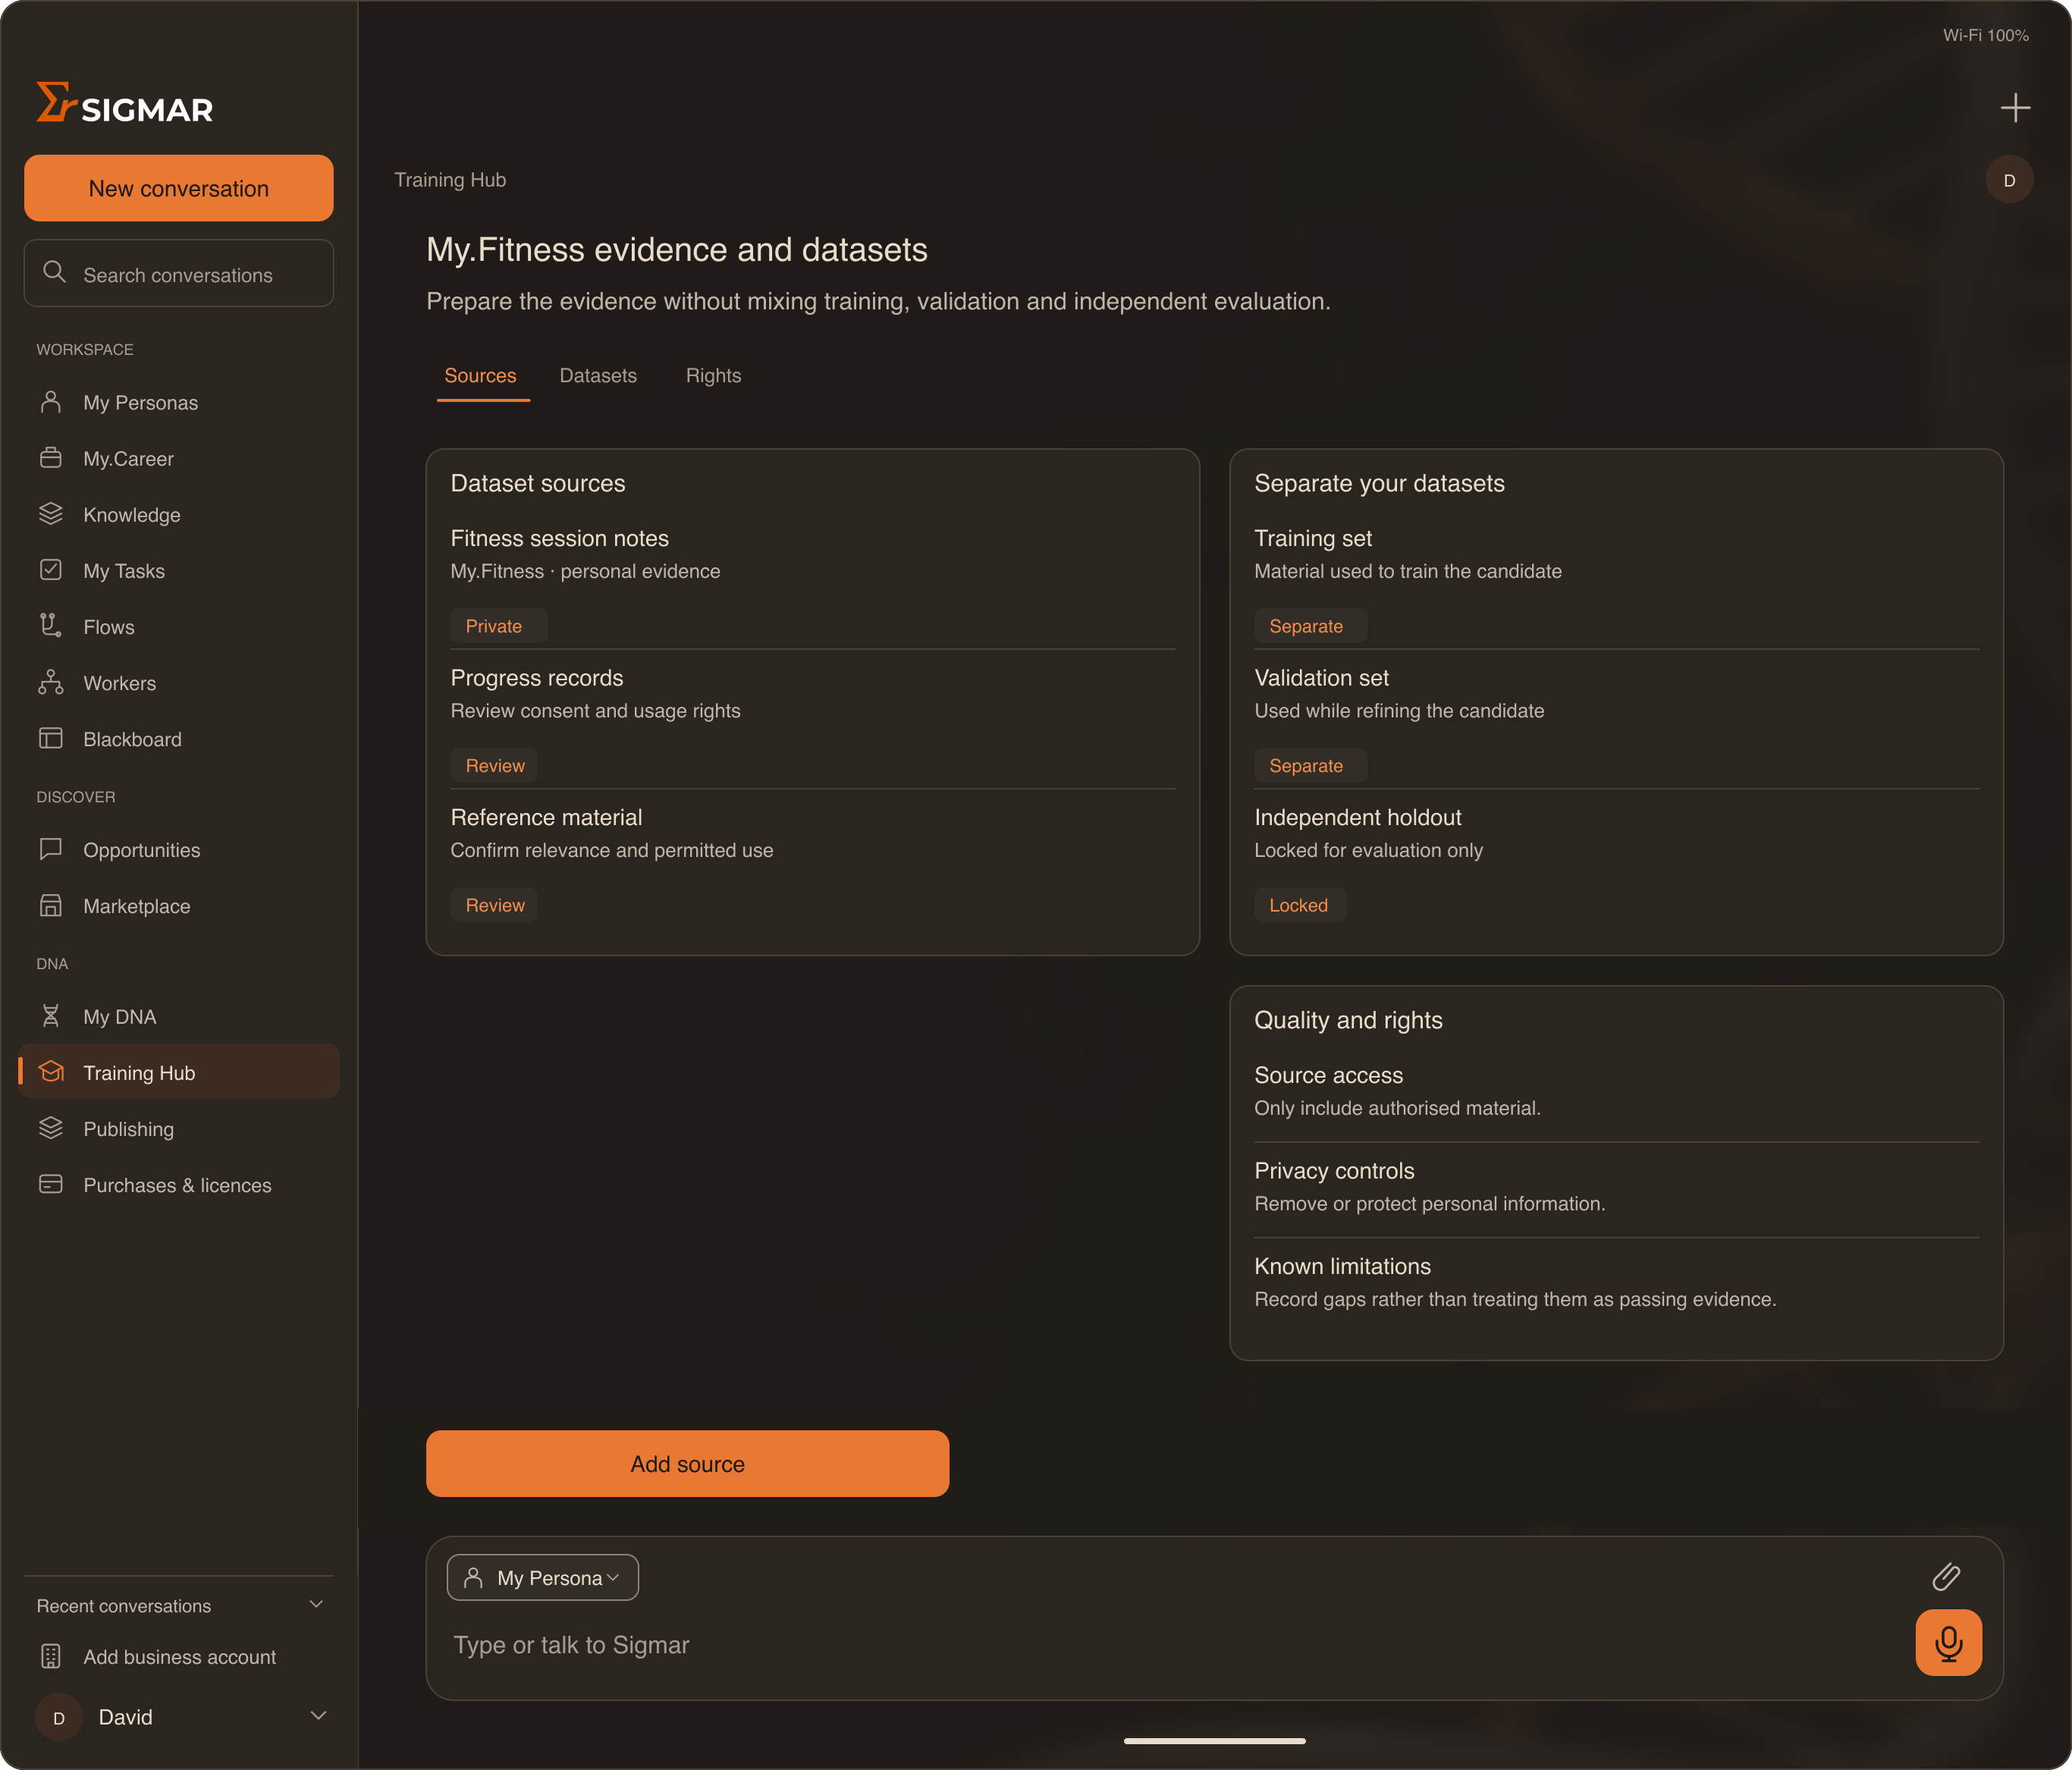 Wi-Fi 100%
Σr SIGMAR
New conversation
Search conversations
WORKSPACE
My Personas
My.Career
Knowledge
My Tasks
Flows
Workers
Blackboard
DISCOVER
Opportunities
Marketplace
DNA
My DNA
Training Hub
Publishing
Purchases & licences
Recent conversations
Add business account
D David
Training Hub
D
My.Fitness evidence and datasets
Prepare the evidence without mixing training, validation and independent evaluation.
Sources Datasets Rights
Dataset sources
Fitness session notes
My.Fitness · personal evidence
Private
Progress records
Review consent and usage rights
Review
Reference material
Confirm relevance and permitted use
Review
Separate your datasets
Training set
Material used to train the candidate
Separate
Validation set
Used while refining the candidate
Separate
Independent holdout
Locked for evaluation only
Locked
Quality and rights
Source access
Only include authorised material.
Privacy controls
Remove or protect personal information.
Known limitations
Record gaps rather than treating them as passing evidence.
Add source
My Persona
Type or talk to Sigmar